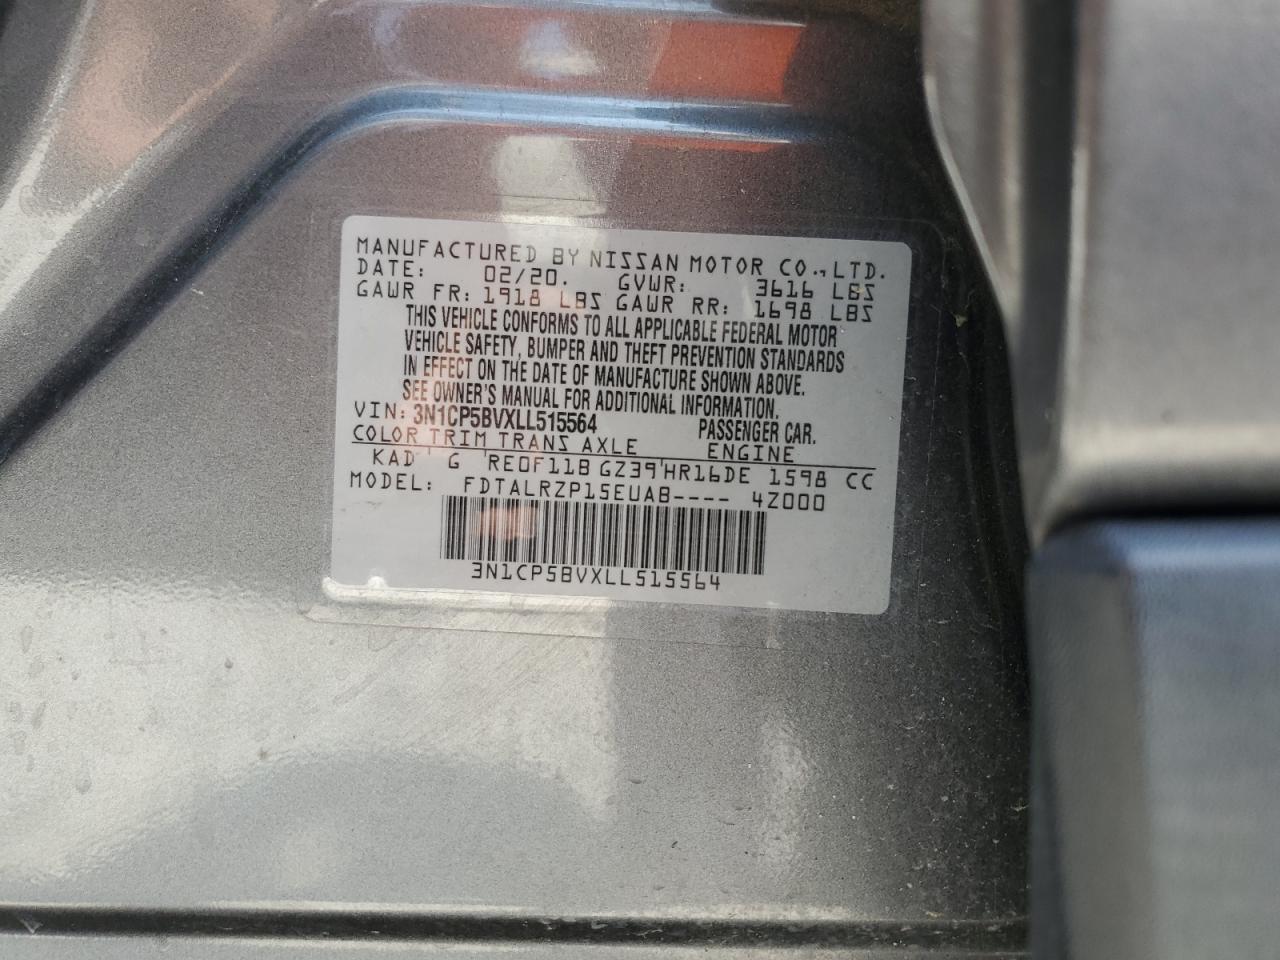 MANUFACTURED BY NISSAN MOTOR CO., LTD.
DATE: 02/20. GVWR: 3616 LBS
GAWR FR: 1918 LBS GAWR RR: 1698 LBS
THIS VEHICLE CONFORMS TO ALL APPLICABLE FEDERAL MOTOR
VEHICLE SAFETY, BUMPER AND THEFT PREVENTION STANDARDS
IN EFFECT ON THE DATE OF MANUFACTURE SHOWN ABOVE.
SEE OWNER'S MANUAL FOR ADDITIONAL INFORMATION.
VIN: 3N1CP5BVXLL515564 PASSENGER CAR.
COLOR TRIM TRANS AXLE ENGINE
KAD G RE0F11B GZ39 HR16DE 1598 CC
MODEL: FDTALRZP15EUA8---- 4Z000
3N1CP5BVXLL515564